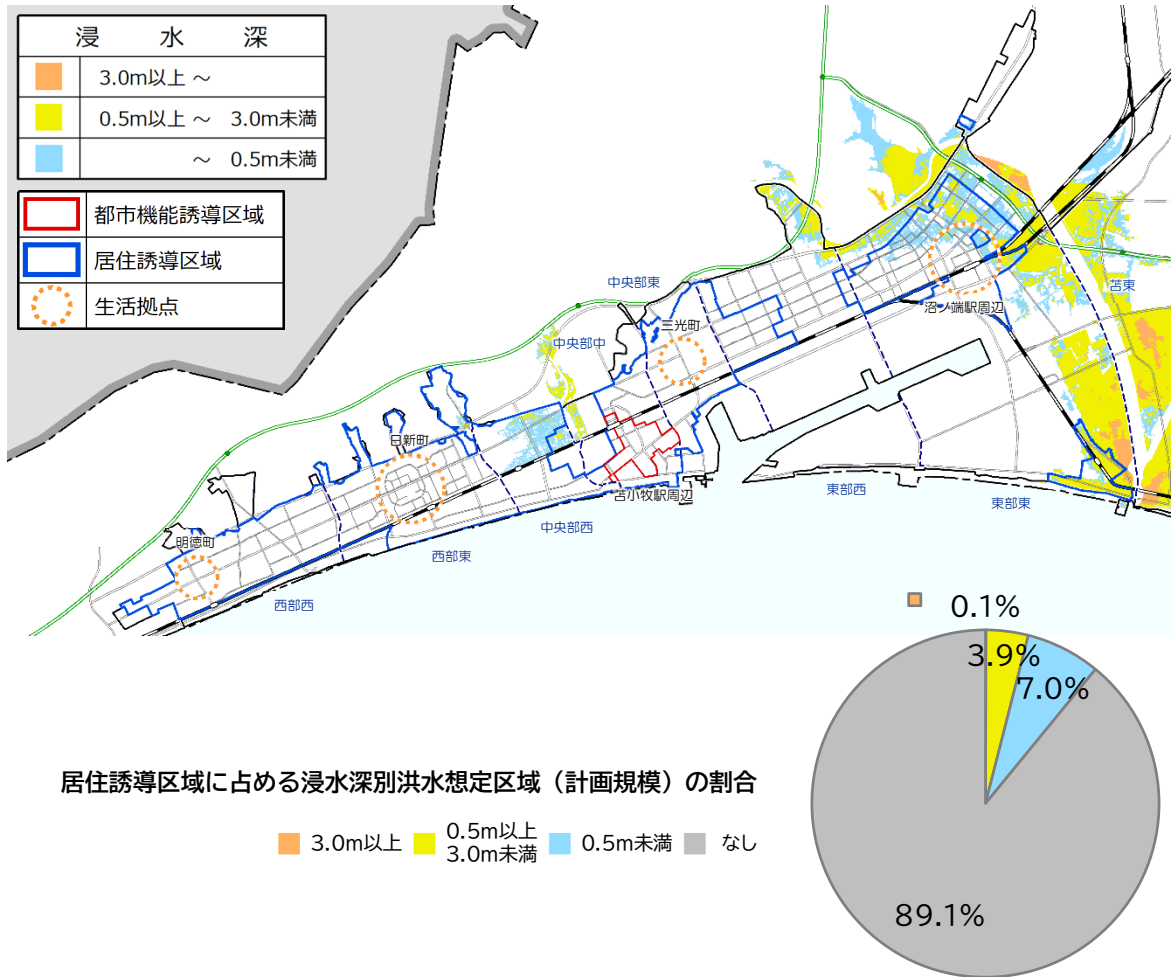 浸 水 深
3.0m以上 ～
0.5m以上 ～ 3.0m未満
～ 0.5m未満
都市機能誘導区域
居住誘導区域
生活拠点
中央部東
苫東
三光町
沼ノ端駅周辺
中央部中
日新町
苫小牧駅周辺
東部西
東部東
中央部西
明徳町
西部東
西部西
0.1%
3.9%
7.0%
居住誘導区域に占める浸水深別洪水想定区域（計画規模）の割合
3.0m以上
0.5m以上
3.0m未満
0.5m未満
なし
89.1%